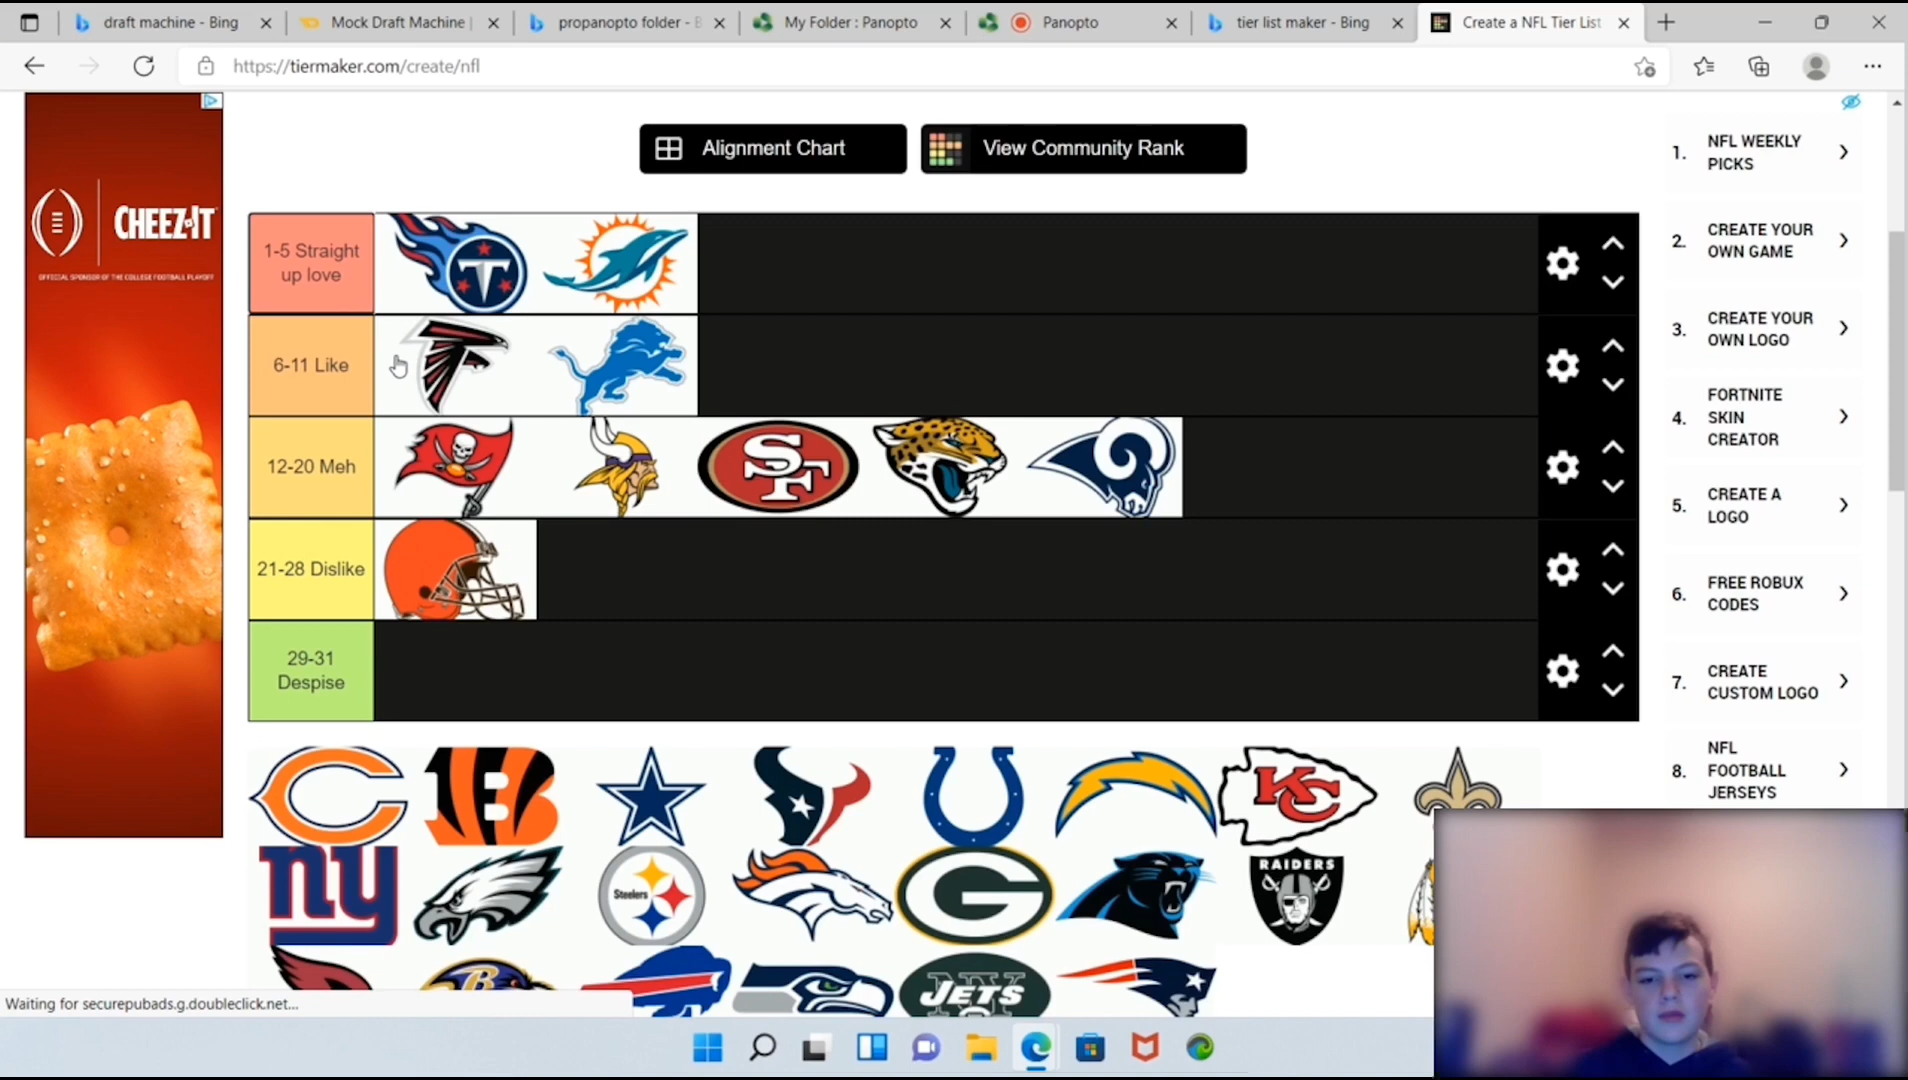 draft machine - Bing
Mock Draft Machine |
propanopto folder - B
My Folder : Panopto
Panopto
tier list maker - Bing
Create a NFL Tier List
https://tiermaker.com/create/nfl
CHEEZ-IT
OFFICIAL SPONSOR OF THE COLLEGE FOOTBALL PLAYOFF
Alignment Chart
View Community Rank
1-5 Straight
up love
T
6-11 Like
12-20 Meh
SF
21-28 Dislike
29-31
Despise
1. NFL WEEKLY
PICKS
2. CREATE YOUR
OWN GAME
3. CREATE YOUR
OWN LOGO
4. FORTNITE
SKIN
CREATOR
5. CREATE A
LOGO
6. FREE ROBUX
CODES
7. CREATE
CUSTOM LOGO
8. NFL
FOOTBALL
JERSEYS
C
B
KC
ny
Steelers
G
RAIDERS
B
NY
JETS
Waiting for securepubads.g.doubleclick.net...